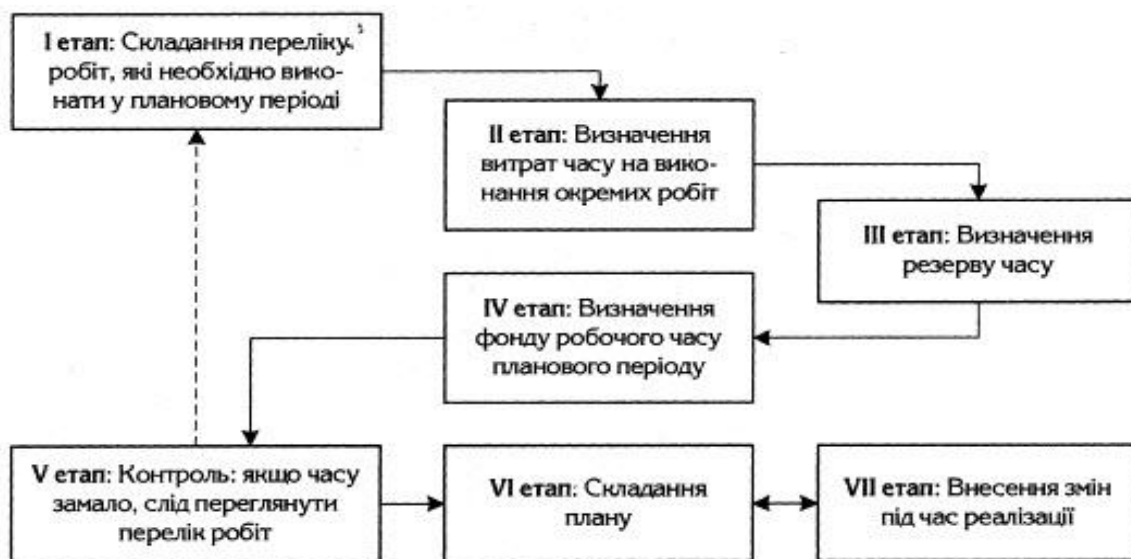 I етап: Складання переліку
робіт, які необхідно вико-
нати у плановому періоді
II етап: Визначення
витрат часу на вико-
нання окремих робіт
III етап: Визначення
резерву часу
IV етап: Визначення
фонду робочого часу
планового періоду
V етап: Контроль: якщо часу
замало, слід переглянути
перелік робіт
VI етап: Складання
плану
VII етап: Внесення змін
під час реалізації